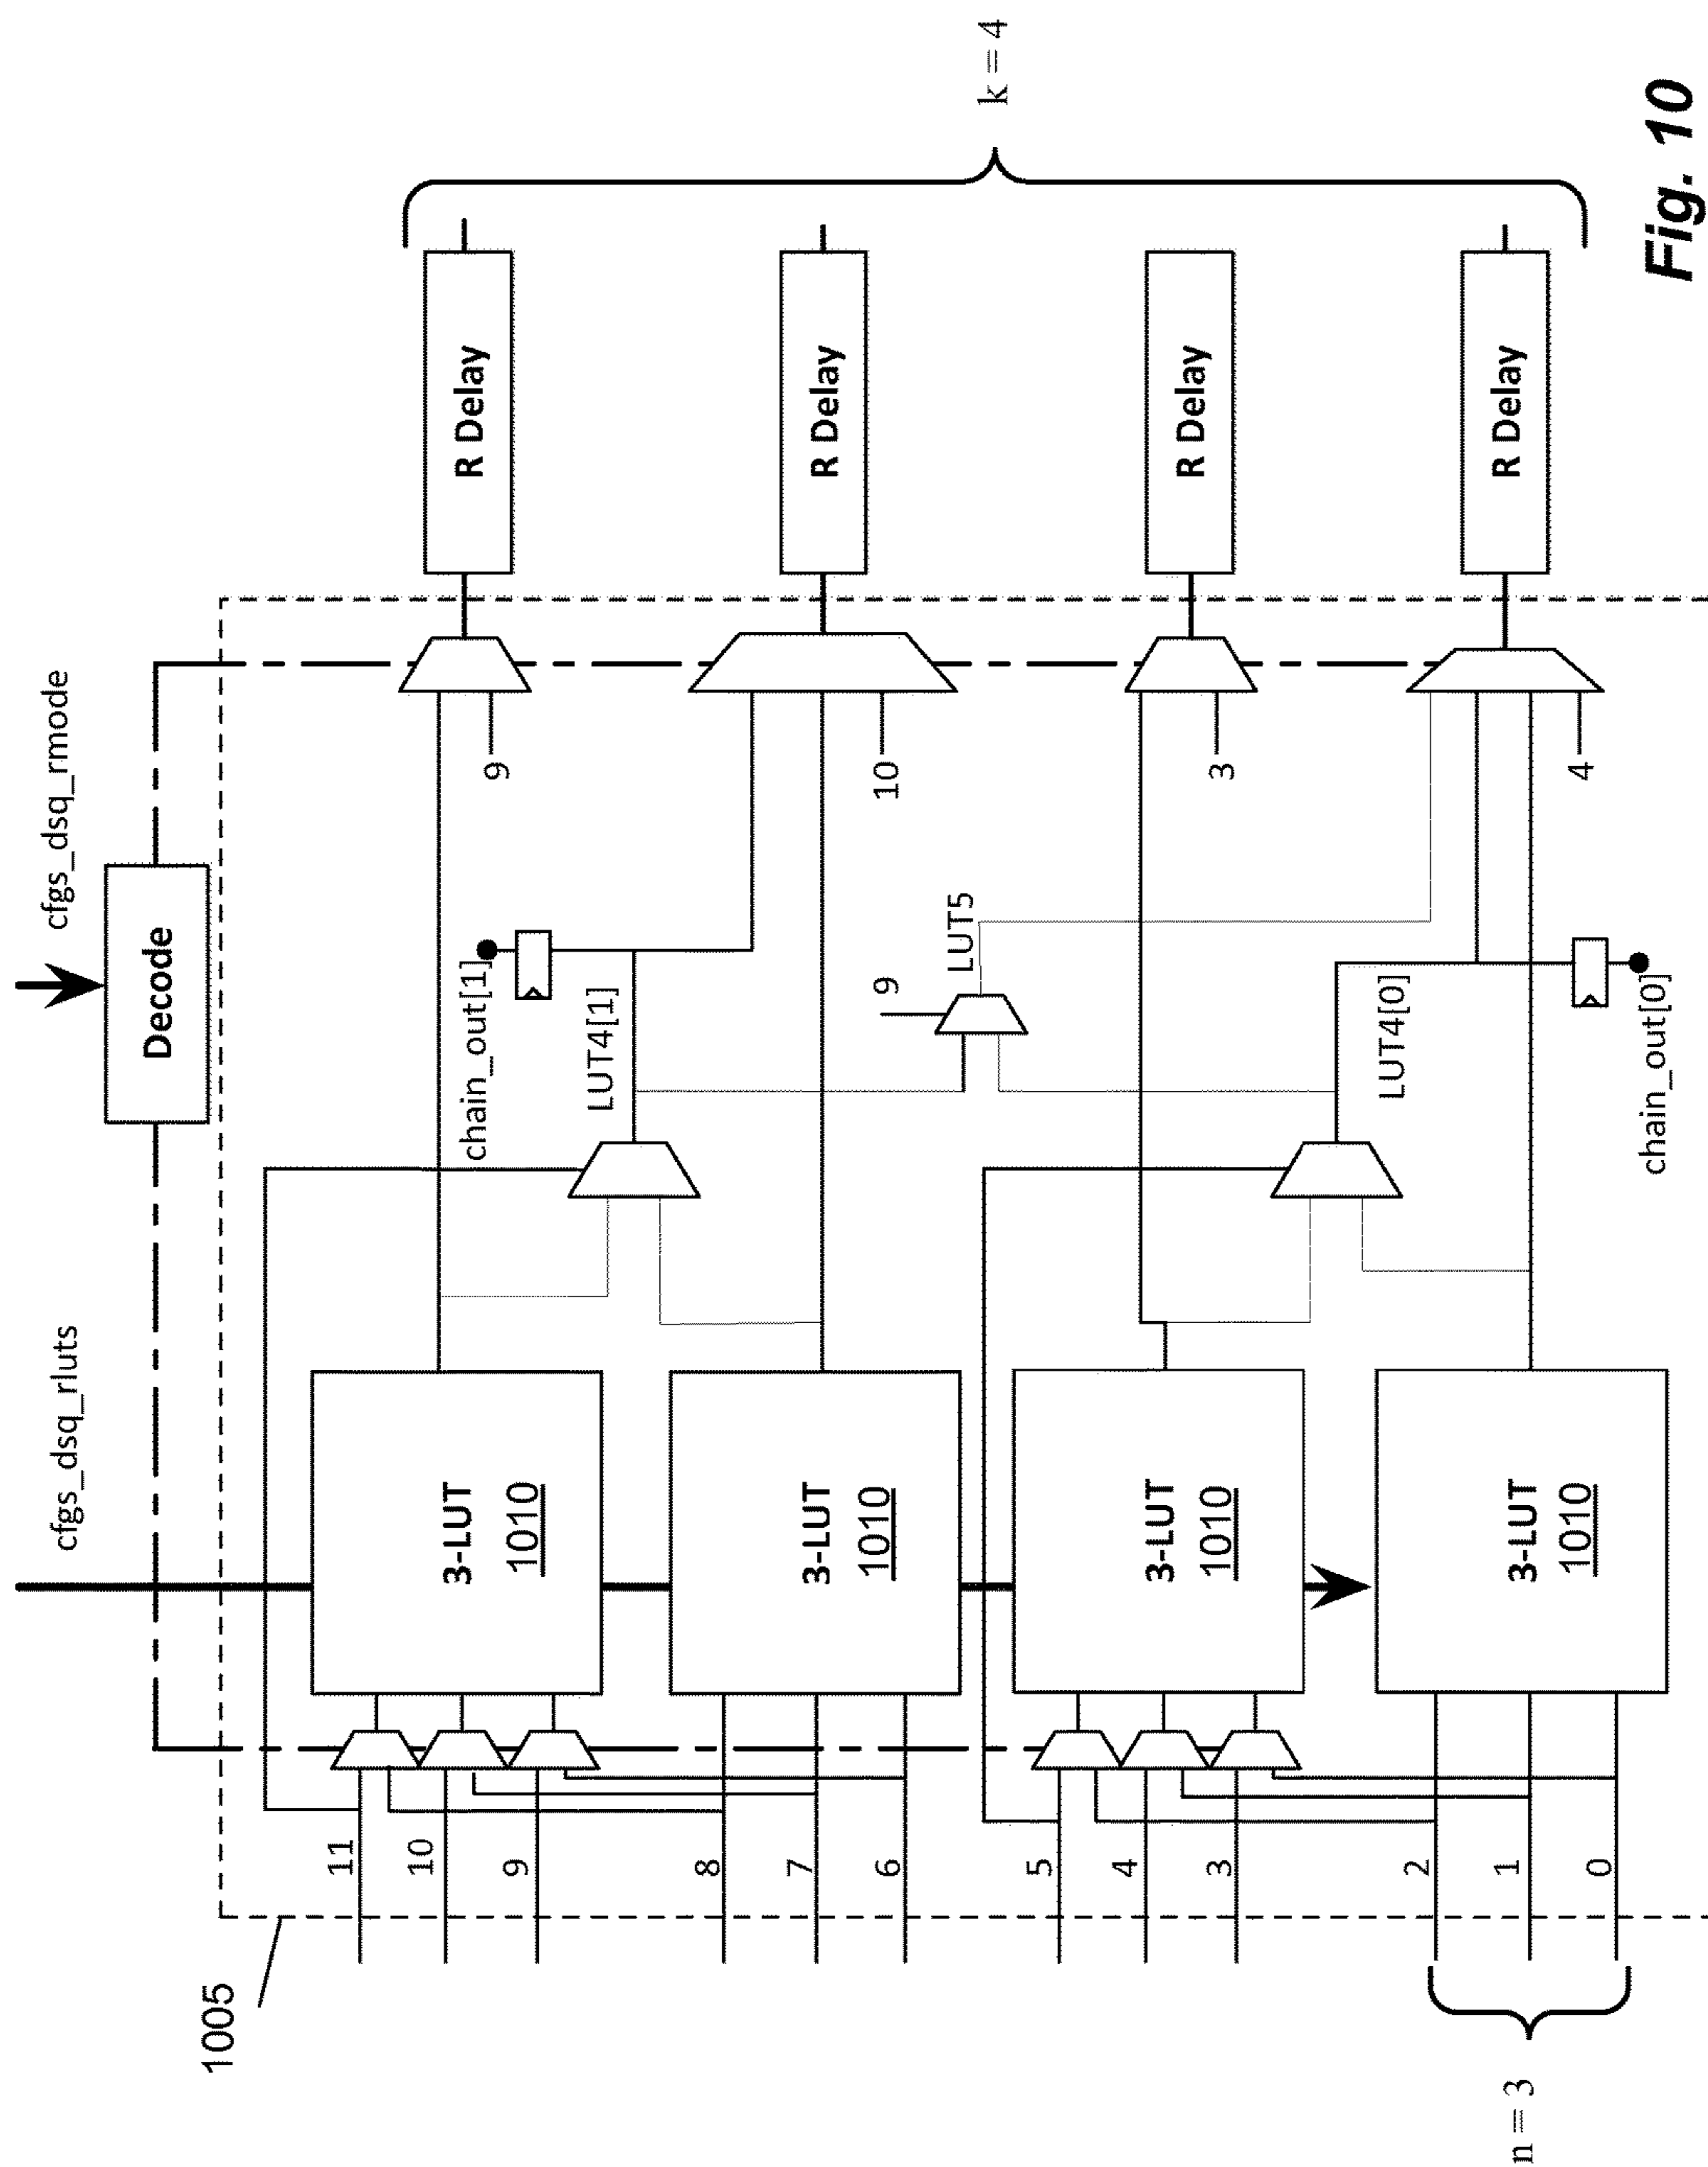 cfgs_dsq_rluts
cfgs_dsq_rmode
Decode
1005
11
10
9
8
7
6
5
4
3
2
1
0
n = 3
3-LUT
1010
3-LUT
1010
3-LUT
1010
3-LUT
1010
chain_out[1]
LUT4[1]
9
LUT5
LUT4[0]
chain_out[0]
9
10
3
4
R Delay
R Delay
R Delay
R Delay
k = 4
Fig. 10